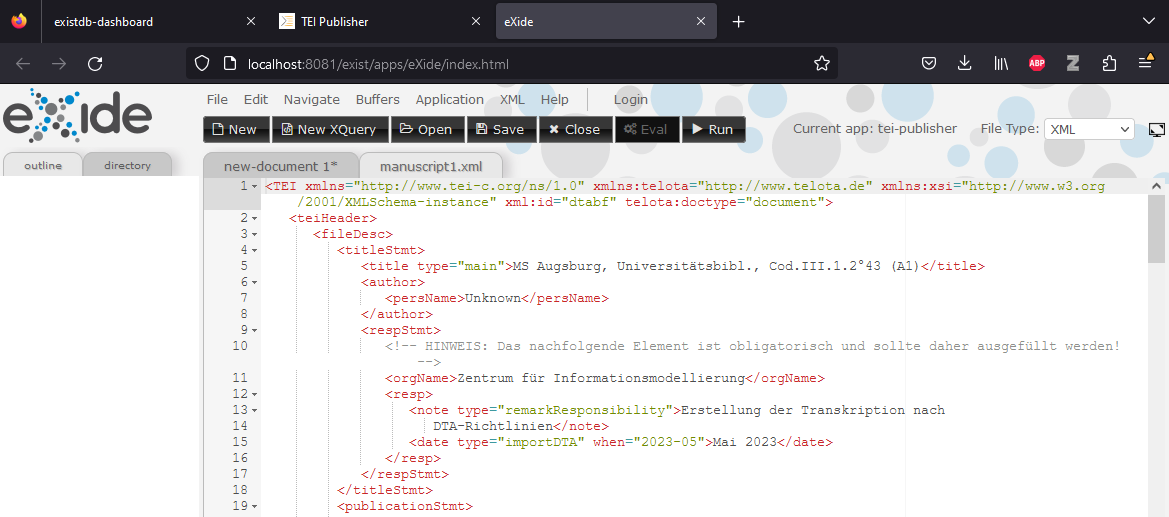 existdb-dashboard
TEI Publisher
eXide
localhost:8081/exist/apps/eXide/index.html
ABP
Z
eXide
File Edit Navigate Buffers Application XML Help Login
New New XQuery Open Save Close Eval Run Current app: tei-publisher File Type: XML
outline directory new-document 1* manuscript1.xml
1 <TEI xmlns="http://www.tei-c.org/ns/1.0" xmlns:telota="http://www.telota.de" xmlns:xsi="http://www.w3.org
/2001/XMLSchema-instance" xml:id="dtabf" telota:doctype="document">
2 <teiHeader>
3 <fileDesc>
4 <titleStmt>
5 <title type="main">MS Augsburg, Universitätsbibl., Cod.III.1.2°43 (A1)</title>
6 <author>
7 <persName>Unknown</persName>
8 </author>
9 <respStmt>
10 <!-- HINWEIS: Das nachfolgende Element ist obligatorisch und sollte daher ausgefüllt werden!
-->
11 <orgName>Zentrum für Informationsmodellierung</orgName>
12 <resp>
13 <note type="remarkResponsibility">Erstellung der Transkription nach
14 DTA-Richtlinien</note>
15 <date type="importDTA" when="2023-05">Mai 2023</date>
16 </resp>
17 </respStmt>
18 </titleStmt>
19 <publicationStmt>